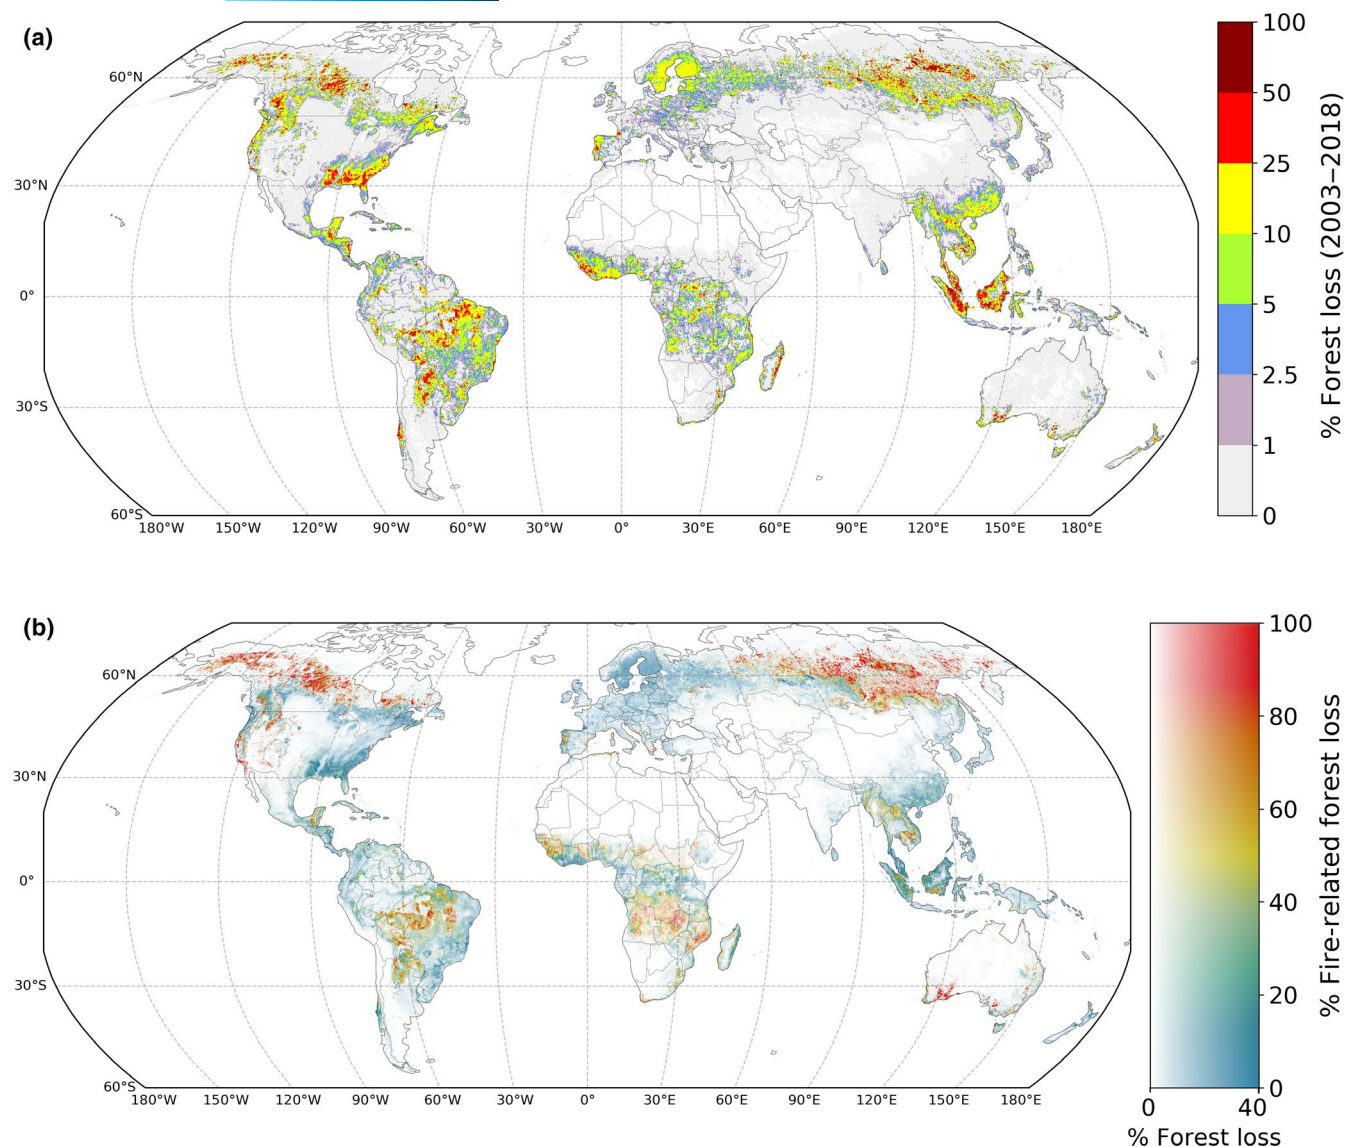 (a)
60°N
30°N
0°
30°S
60°S
180°W 150°W 120°W 90°W 60°W 30°W 0° 30°E 60°E 90°E 120°E 150°E 180°E
100
50
25
10
5
2.5
1
0
% Forest loss (2003–2018)
(b)
60°N
30°N
0°
30°S
60°S
180°W 150°W 120°W 90°W 60°W 30°W 0° 30°E 60°E 90°E 120°E 150°E 180°E
100
80
60
40
20
0
% Fire-related forest loss
0 40
% Forest loss